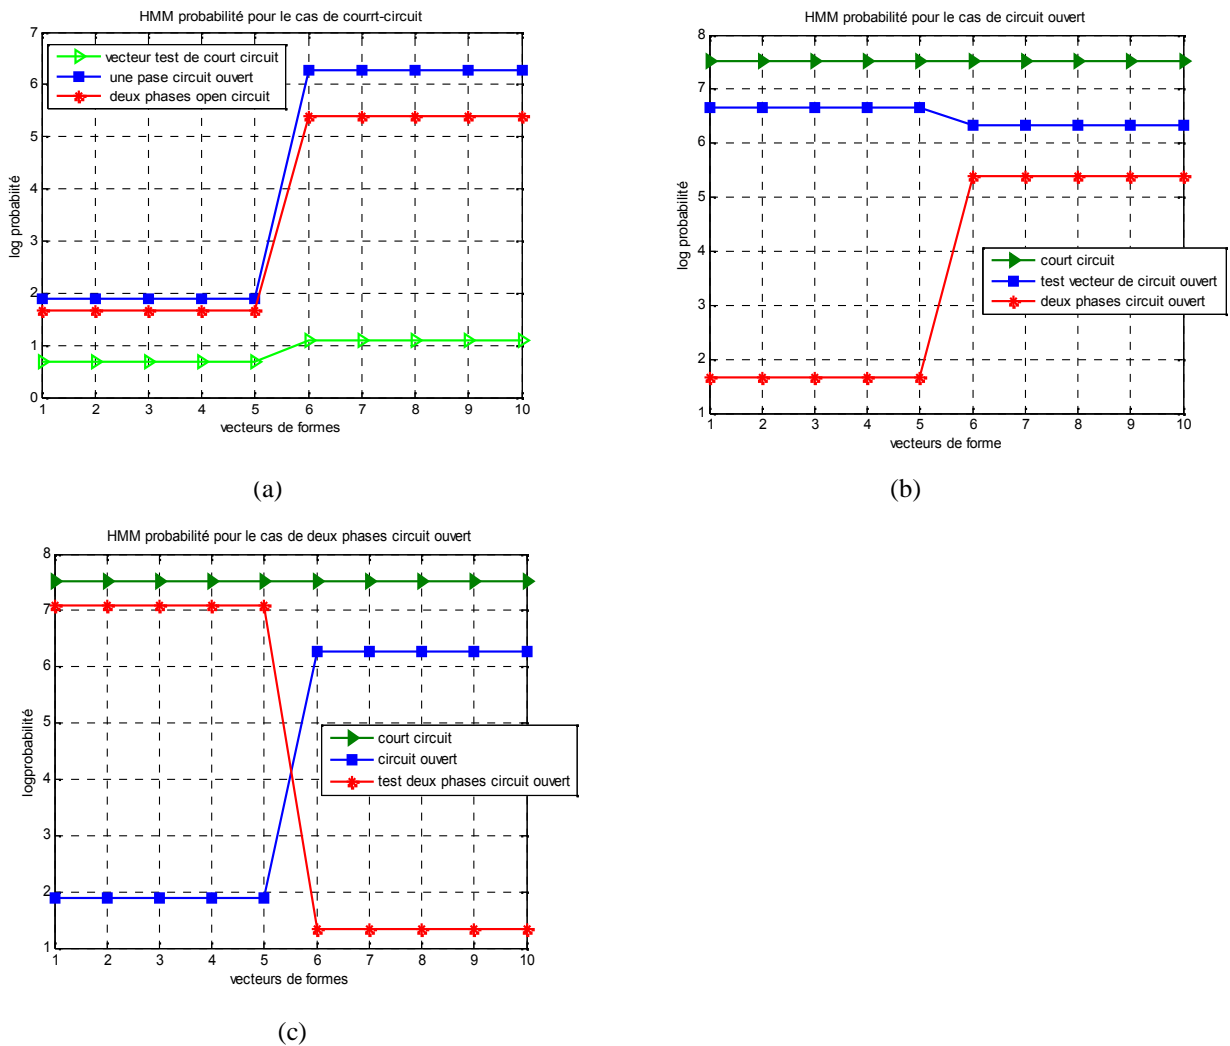 HMM probabilité pour le cas de courrt-circuit
7
6
5
4
3
2
1
0
log probabiité
vecteur test de court circuit
une pase circuit ouvert
deux phases open circuit
1 2 3 4 5 6 7 8 9 10
vecteurs de formes
(a)
HMM probabilité pour le cas de circuit ouvert
8
7
6
5
4
3
2
1
log probabilité
court circuit
test vecteur de circuit ouvert
deux phases circuit ouvert
1 2 3 4 5 6 7 8 9 10
vecteurs de forme
(b)
HMM probabilité pour le cas de deux phases circuit ouvert
8
7
6
5
4
3
2
1
logprobabilité
court circuit
circuit ouvert
test deux phases circuit ouvert
1 2 3 4 5 6 7 8 9 10
vecteurs de formes
(c)